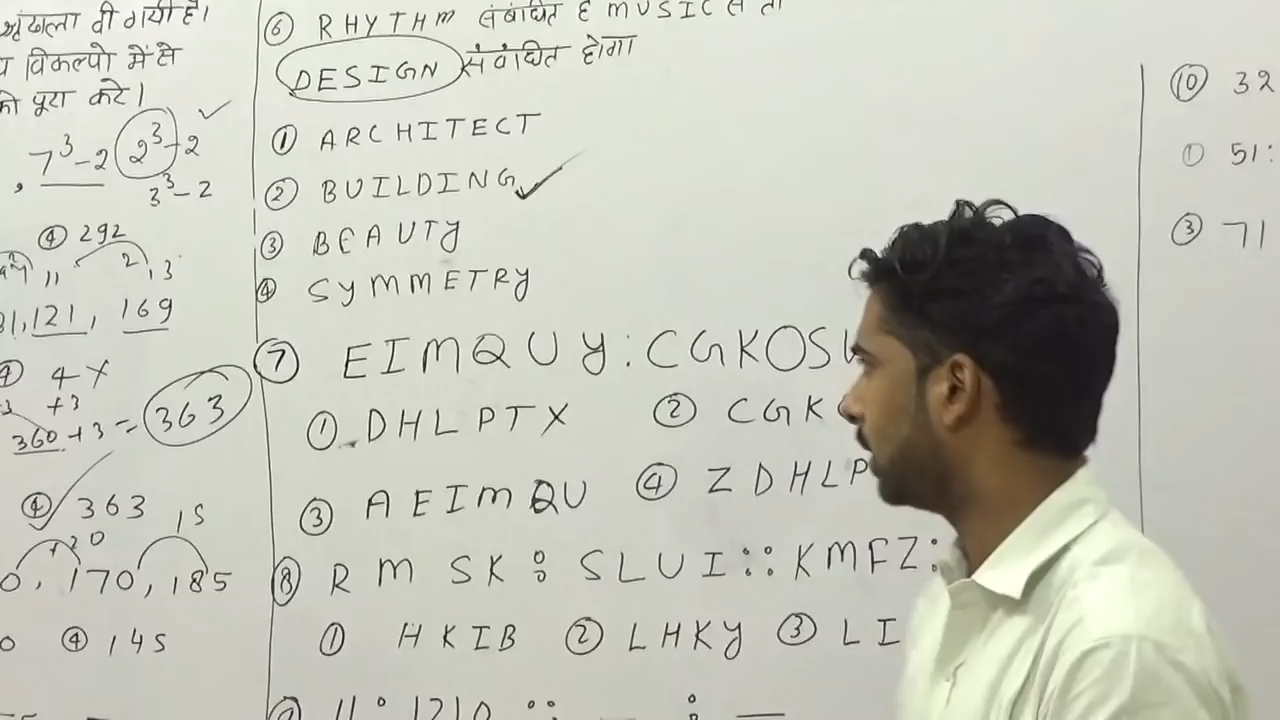 श्रृंखला दी गयी है।
विकल्पो में से
को पूरा करे।
, 7³-2 2³-2
3³-2
④ 292
11 2, 13
31, 121, 169
④ 4 X
+3
360+3 = 363
④ 363
+20 15
0, 170, 185
0 ④ 145
⑥ RHYTHM संबंधित है MUSIC से तो
DESIGN संबंधित होगा
① ARCHITECT
② BUILDING
③ BEAUTY
④ SYMMETRY
⑦ EIMQUY : CGKOS
① DHLPTX ② CGK
③ AEIMQU ④ ZDHLP
⑧ RMSK : SLUI :: KMFZ :
① HKIB ② LHKY ③ LI
11 : 1210 :: _ : _
⑩ 32
① 51:
③ 71